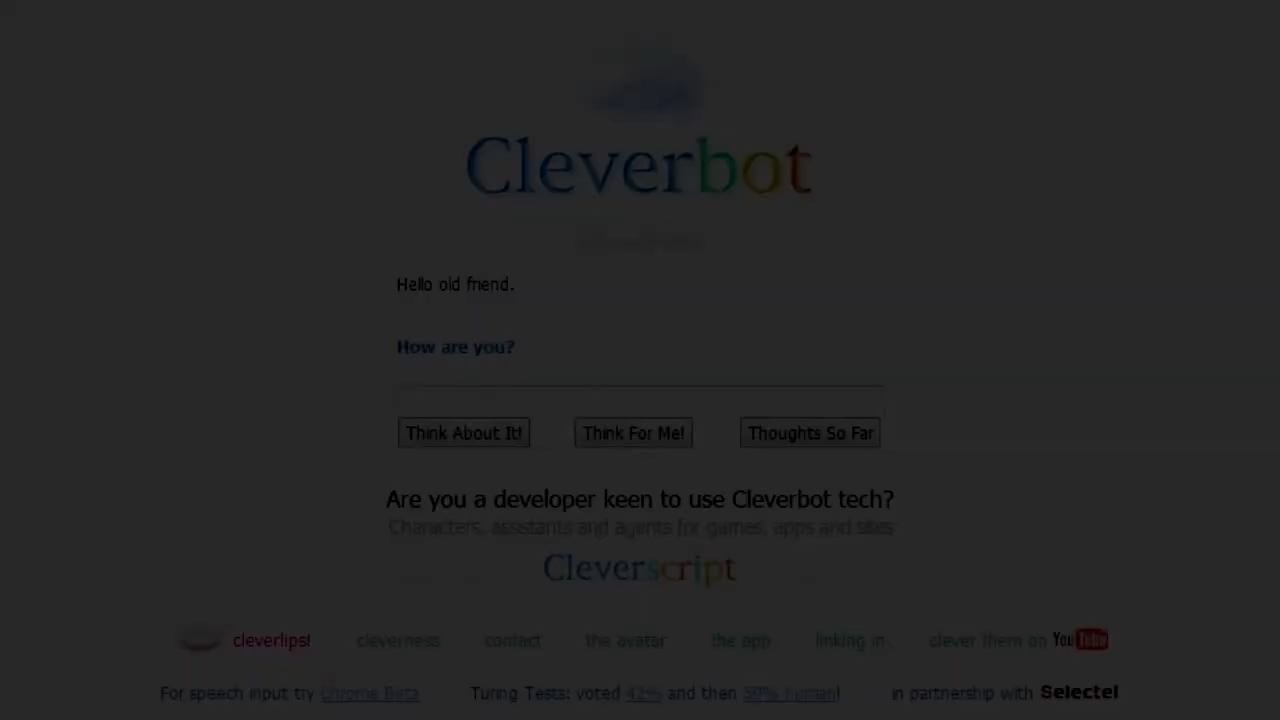 Cleverbot
Hello old friend.
How are you?
Think About It! Think For Me! Thoughts So Far
Are you a developer keen to use Cleverbot tech?
Characters, assistants and agents for games, apps and sites
Cleverscript
cleverlips! cleverness contact the avatar the app linking in clever them on YouTube
For speech input try Chrome Beta Turing Tests: voted 42% and then 59% human! in partnership with Selectel